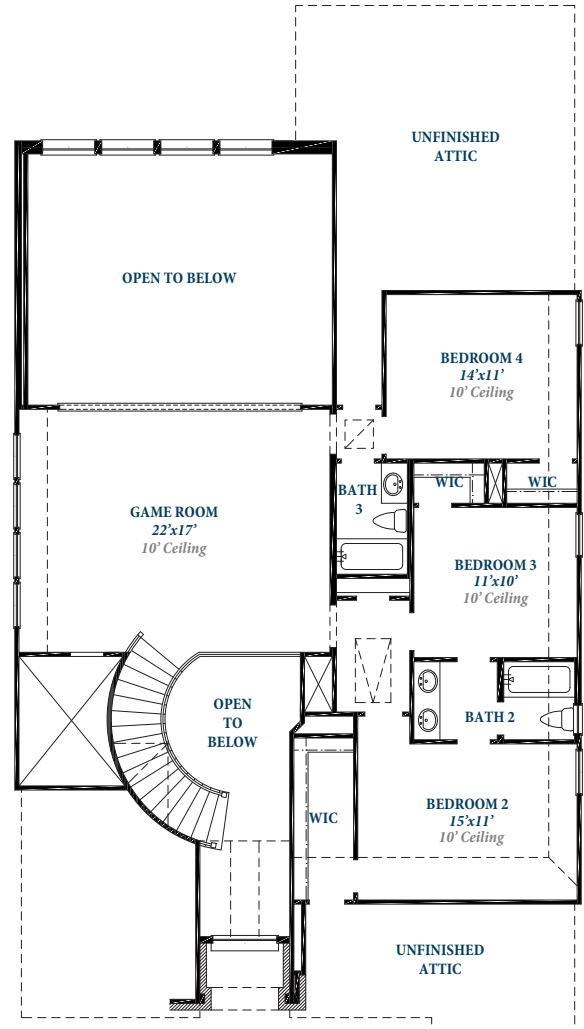 UNFINISHED
ATTIC
OPEN TO BELOW
BEDROOM 4
14'x11'
10' Ceiling
WIC
WIC
BATH
3
GAME ROOM
22'x17'
10' Ceiling
BEDROOM 3
11'x10'
10' Ceiling
OPEN
TO
BELOW
BATH 2
BEDROOM 2
15'x11'
10' Ceiling
WIC
UNFINISHED
ATTIC